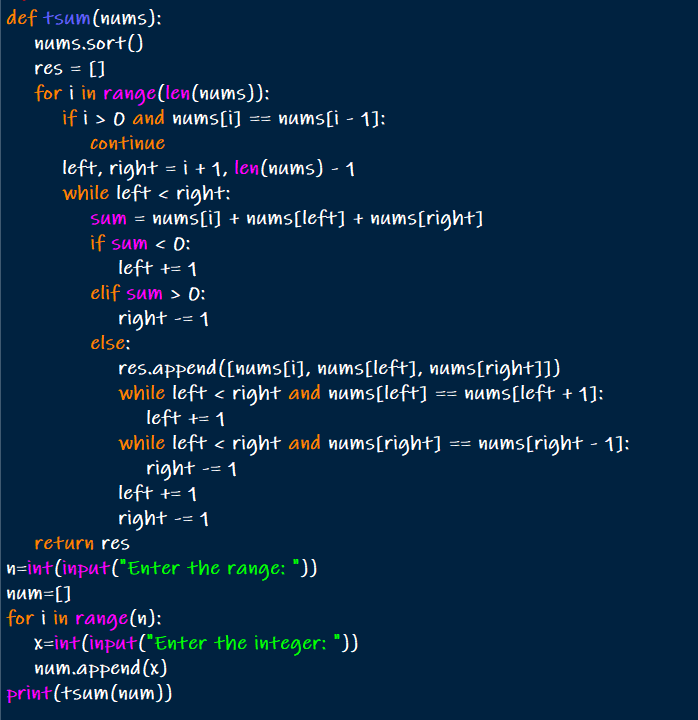 def tsum(nums):
    nums.sort()
    res = []
    for i in range(len(nums)):
        if i > 0 and nums[i] == nums[i - 1]:
            continue
        left, right = i + 1, len(nums) - 1
        while left < right:
            sum = nums[i] + nums[left] + nums[right]
            if sum < 0:
                left += 1
            elif sum > 0:
                right -= 1
            else:
                res.append([nums[i], nums[left], nums[right]])
                while left < right and nums[left] == nums[left + 1]:
                    left += 1
                while left < right and nums[right] == nums[right - 1]:
                    right -= 1
                left += 1
                right -= 1
    return res
n=int(input("Enter the range: "))
num=[]
for i in range(n):
    x=int(input("Enter the integer: "))
    num.append(x)
print(tsum(num))